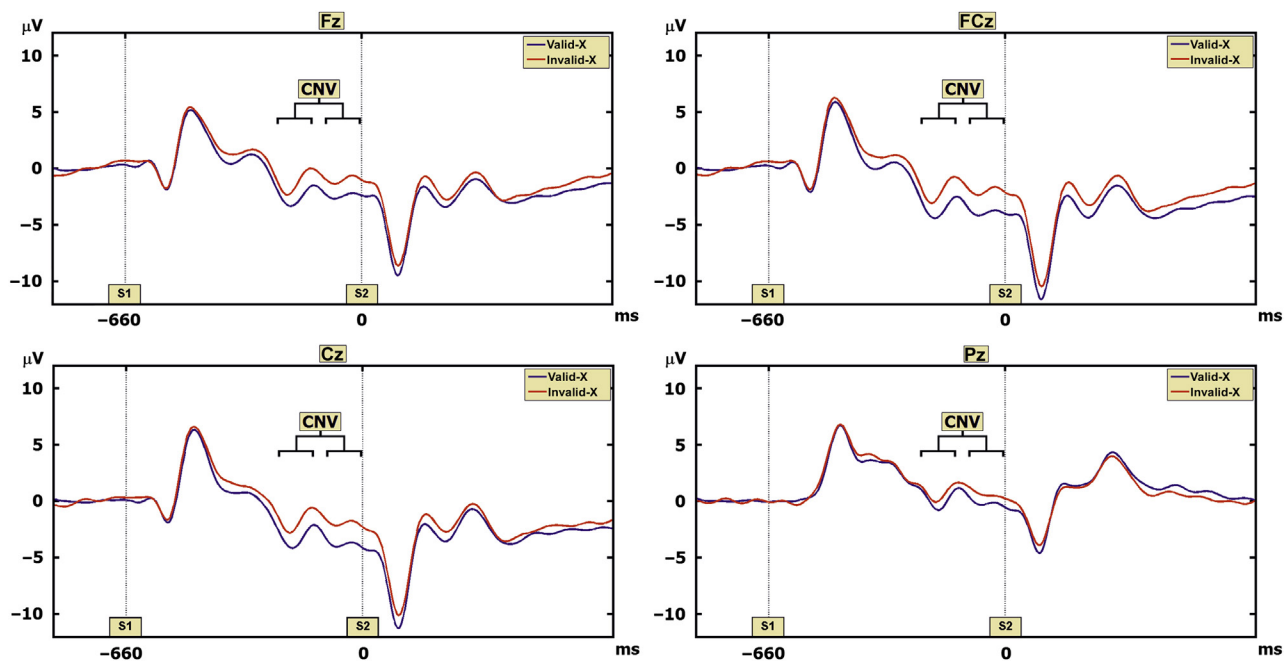 μV
Fz
10
5
0
−5
−10
Valid-X
Invalid-X
CNV
S1
S2
−660
0
ms
μV
FCz
10
5
0
−5
−10
Valid-X
Invalid-X
CNV
S1
S2
−660
0
ms
μV
Cz
10
5
0
−5
−10
Valid-X
Invalid-X
CNV
S1
S2
−660
0
ms
μV
Pz
10
5
0
−5
−10
Valid-X
Invalid-X
CNV
S1
S2
−660
0
ms